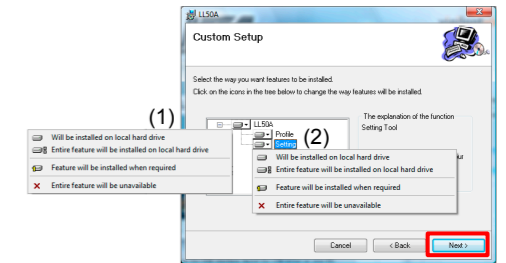 LL50A
Custom Setup
Select the way you want features to be installed.
Click on the icons in the tree below to change the way features will be installed.
(1)
Will be installed on local hard drive
Entire feature will be installed on local hard drive
Feature will be installed when required
Entire feature will be unavailable
LL50A
Profile
Setting
(2)
The explanation of the function
Setting Tool
Will be installed on local hard drive
Entire feature will be installed on local hard drive
Feature will be installed when required
Entire feature will be unavailable
Cancel
< Back
Next >